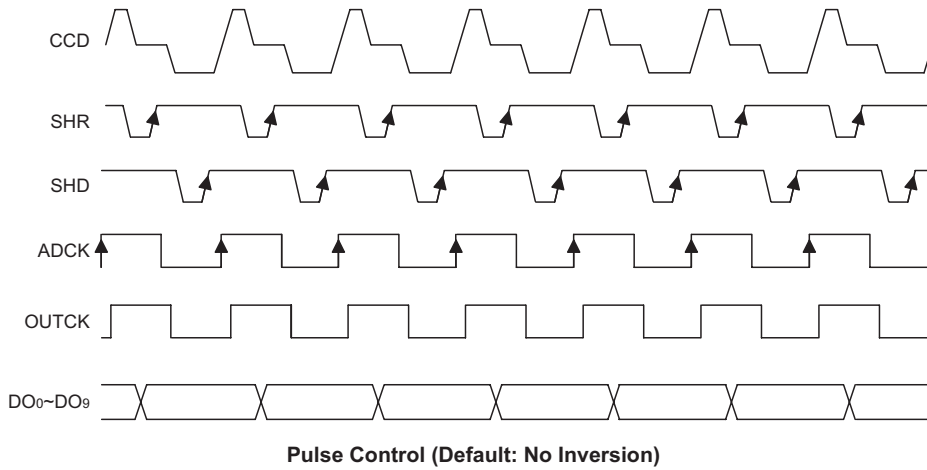 CCD
SHR
SHD
ADCK
OUTCK
DO0~DO9
Pulse Control (Default: No Inversion)